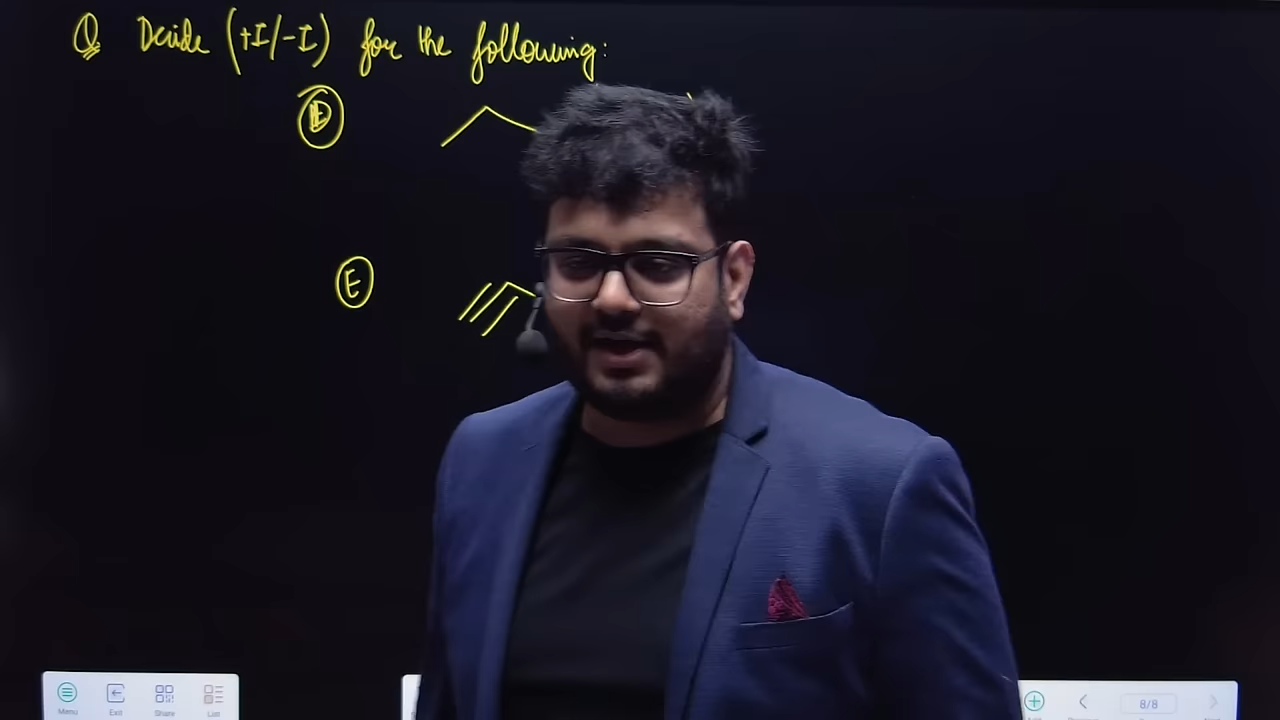 Q Decide (+I/-I) for the following:
D
E
Menu Exit Share List 8/8